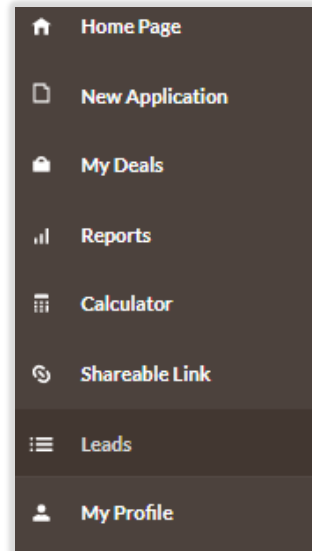 Home Page
New Application
My Deals
Reports
Calculator
Shareable Link
Leads
My Profile